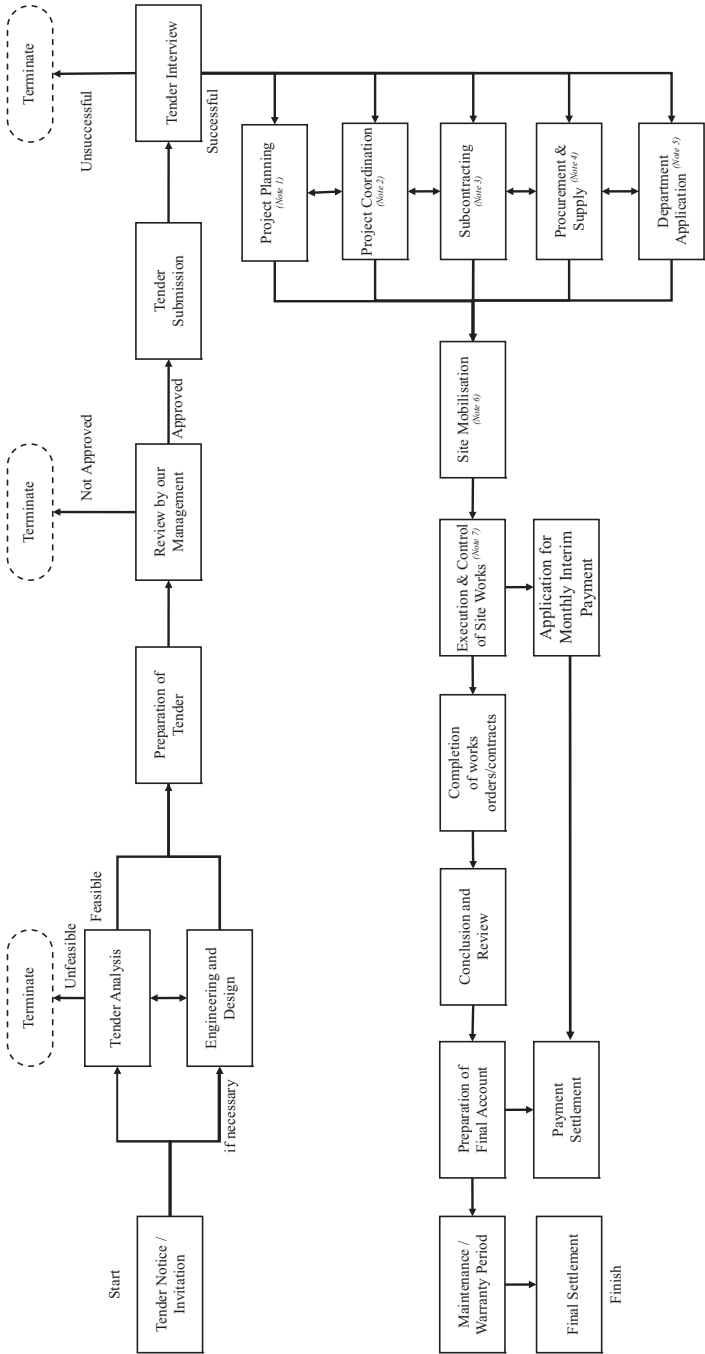 Start
Tender Notice /
Invitation
if necessary
Terminate
Unfeasible
Feasible
Tender Analysis
Engineering and
Design
Preparation of
Tender
Terminate
Not Approved
Review by our
Management
Approved
Tender
Submission
Terminate
Unsuccessful
Tender Interview
Successful
Project Planning
(Note 1)
Project Coordination
(Note 2)
Subcontracting
(Note 3)
Procurement &
Supply (Note 4)
Department
Application (Note 5)
Site Mobilisation
(Note 6)
Execution & Control
of Site Works (Note 7)
Application for
Monthly Interim
Payment
Completion
of works
orders/contracts
Conclusion and
Review
Preparation of
Final Account
Payment
Settlement
Maintenance /
Warranty Period
Final Settlement
Finish